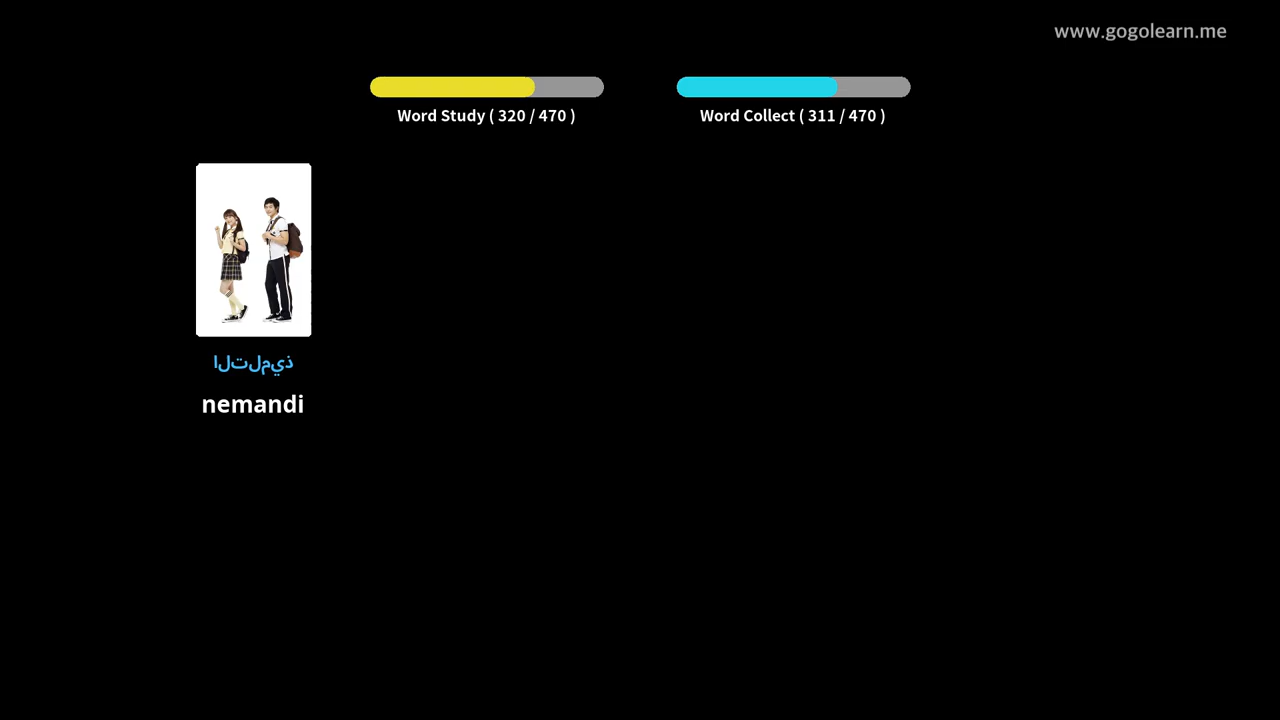 www.gogolearn.me
Word Study ( 320 / 470 )
Word Collect ( 311 / 470 )
التلميذ
nemandi